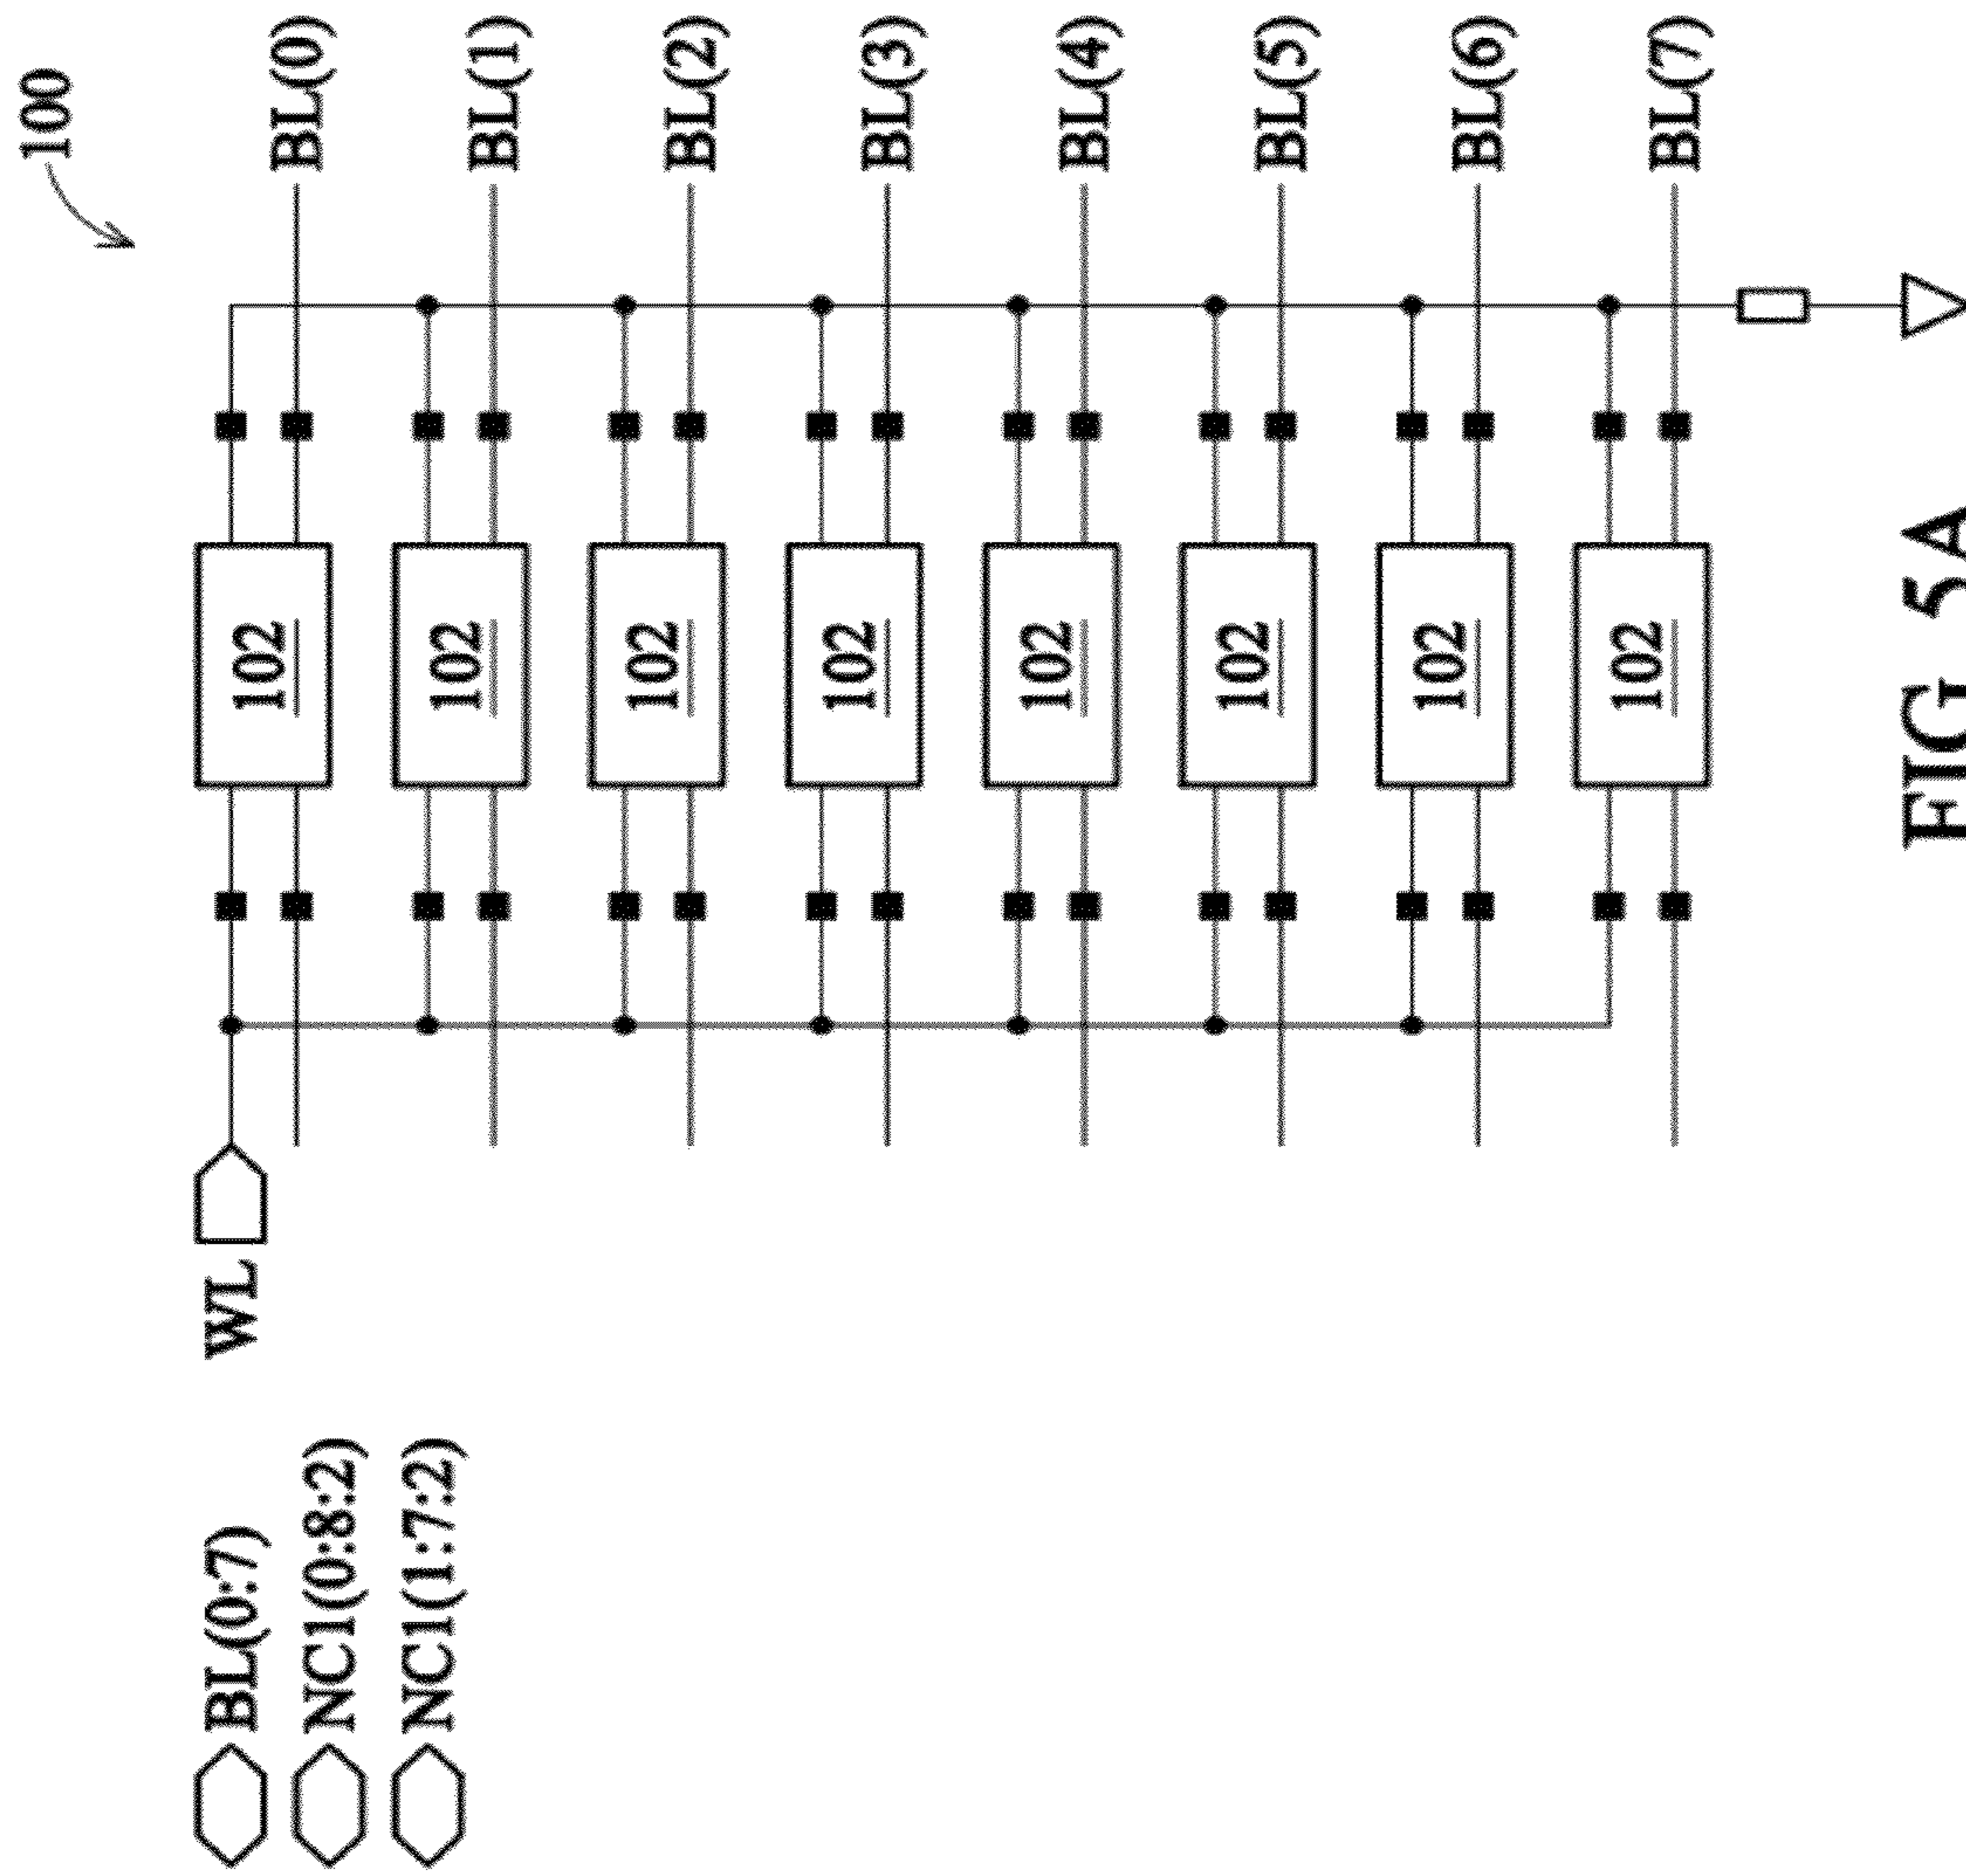 100
BL(0:7)
NC1(0:8:2)
NC1(1:7:2)
WL
102
BL(0)
102
BL(1)
102
BL(2)
102
BL(3)
102
BL(4)
102
BL(5)
102
BL(6)
102
BL(7)
FIG 5A